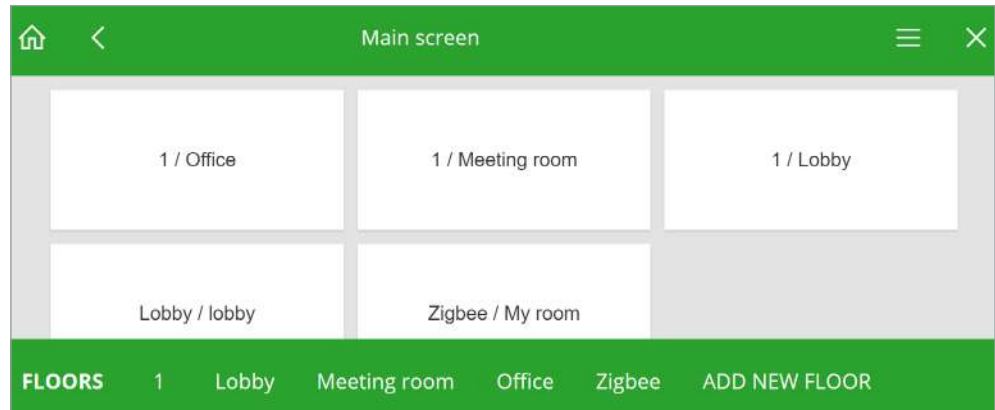 Main screen
1 / Office
1 / Meeting room
1 / Lobby
Lobby / lobby
Zigbee / My room
FLOORS 1 Lobby Meeting room Office Zigbee ADD NEW FLOOR